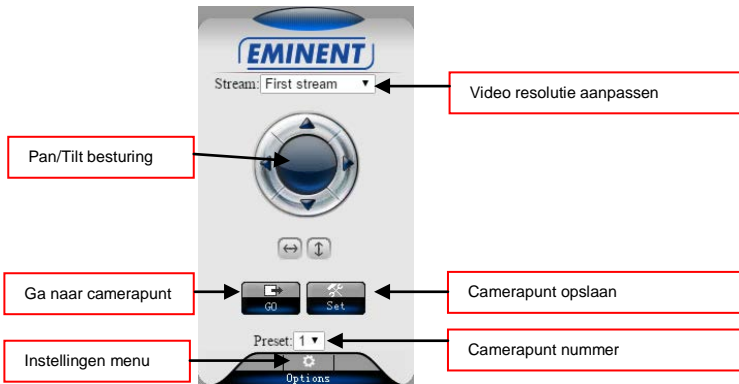 EMINENT
Stream: First stream
Video resolutie aanpassen
Pan/Tilt besturing
Ga naar camerapunt
GO
Set
Camerapunt opslaan
Preset: 1
Camerapunt nummer
Instellingen menu
Options